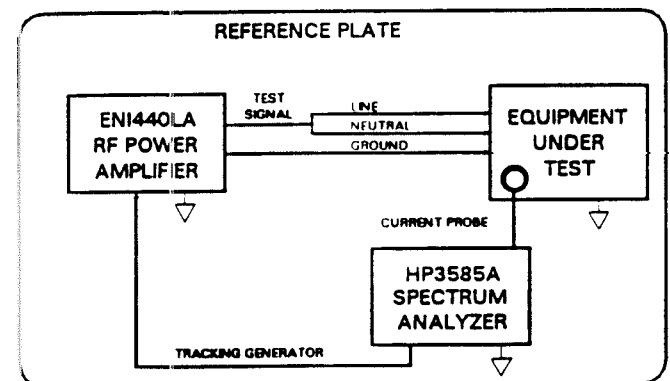 REFERENCE PLATE
ENI440LA
RF POWER
AMPLIFIER
TEST
SIGNAL
LINE
NEUTRAL
GROUND
EQUIPMENT
UNDER
TEST
CURRENT PROBE
HP3585A
SPECTRUM
ANALYZER
TRACKING GENERATOR